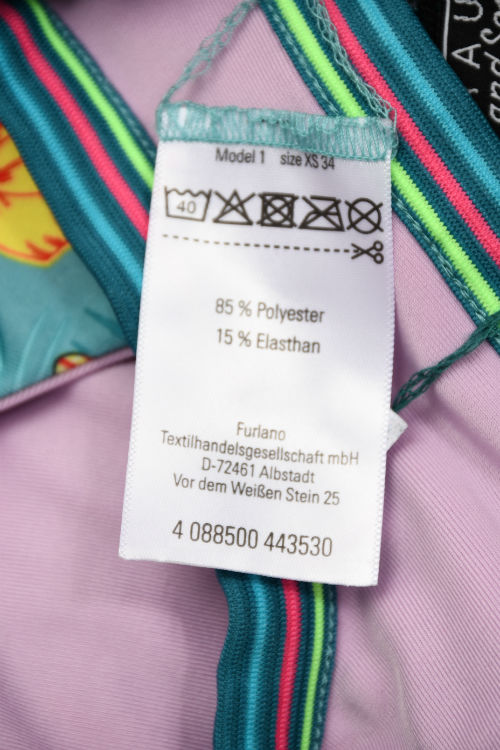 Model 1 size XS 34
40
85 % Polyester
15 % Elasthan
Furlano
Textilhandelsgesellschaft mbH
D-72461 Albstadt
Vor dem Weißen Stein 25
4 088500 443530